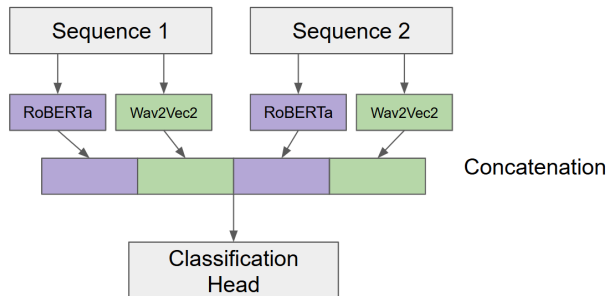 Sequence 1
Sequence 2
RoBERTa
Wav2Vec2
RoBERTa
Wav2Vec2
Concatenation
Classification
Head